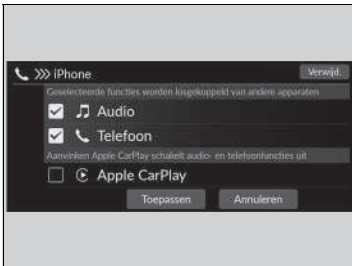 iPhone
Verwijd.
Geselecteerde functies worden losgekoppeld van andere apparaten
Audio
Telefoon
Aanvinken Apple CarPlay schakelt audio- en telefoonfuncties uit
Apple CarPlay
Toepassen
Annuleren